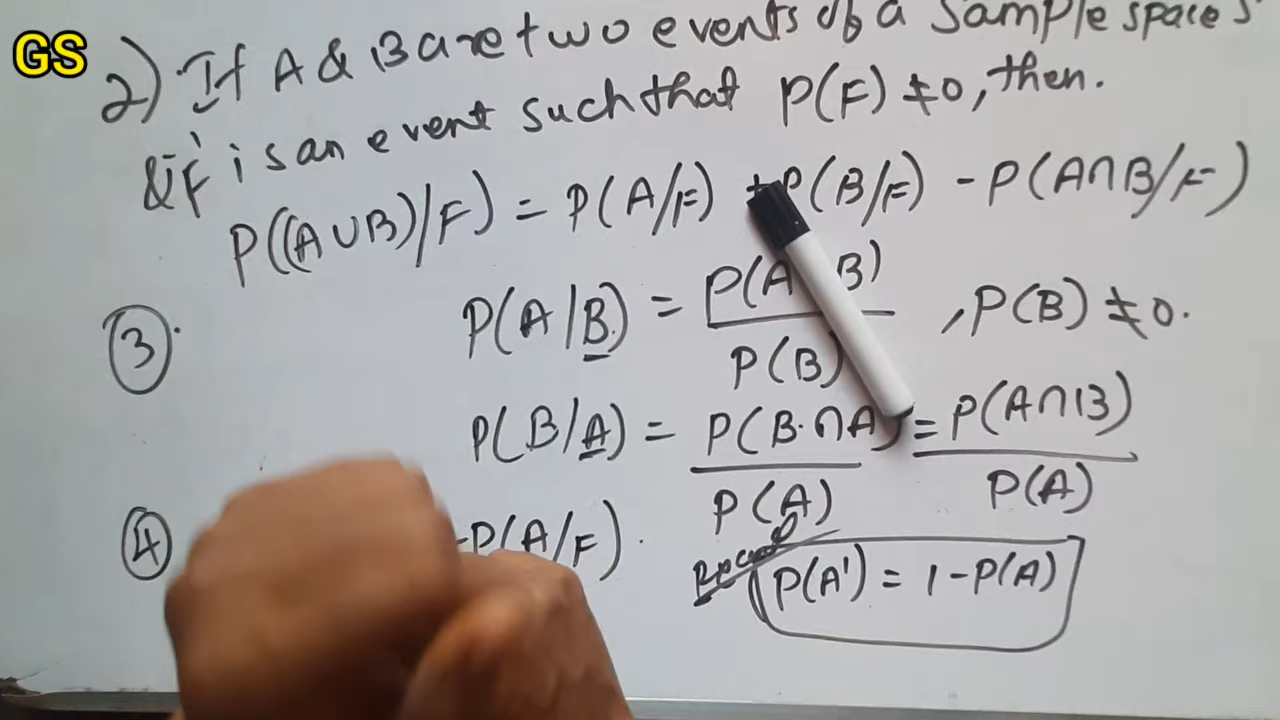 GS
2) If A & B are two events of a sample space S
& 'F' is an event such that P(F) ≠ 0, then.
P((A∪B)/F) = P(A/F) + P(B/F) - P(A∩B/F)
③ P(A/B) = P(A B) / P(B) , P(B) ≠ 0.
P(B/A) = P(B∩A) / P(A) = P(A∩B) / P(A)
④ -P(A/F).
P(A') = 1 - P(A)